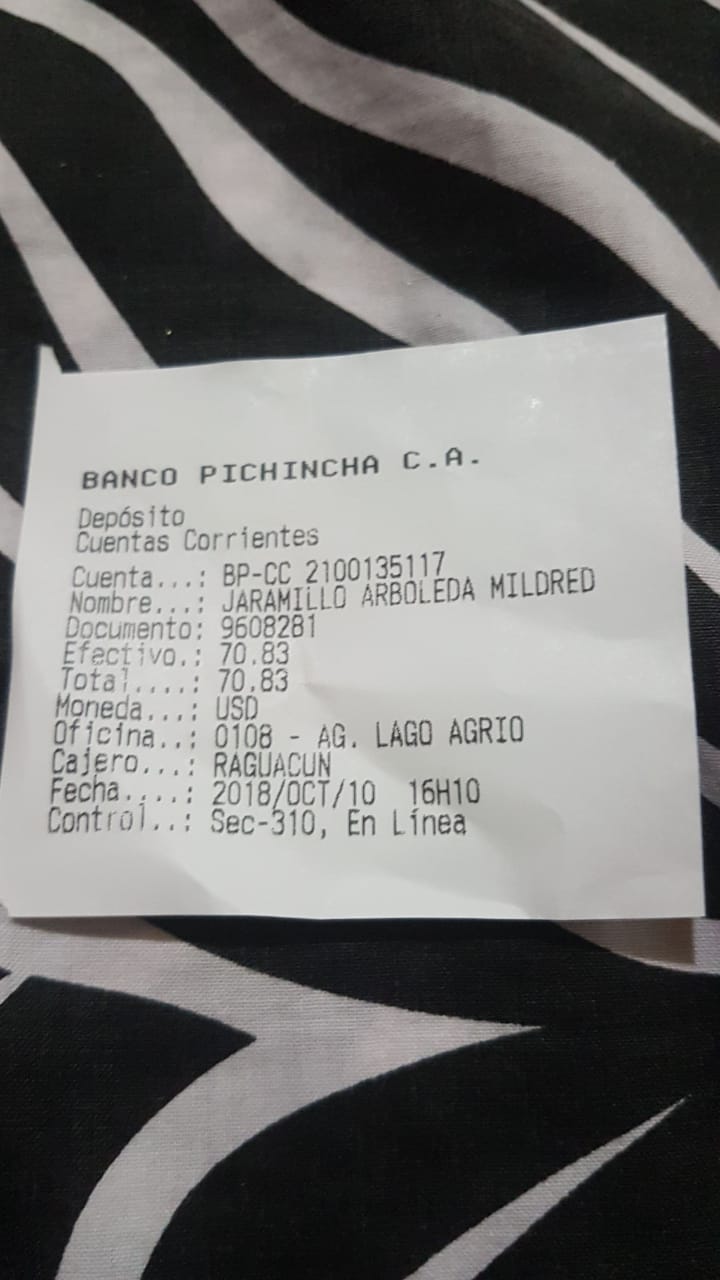 BANCO PICHINCHA C.A.
Depósito
Cuentas Corrientes
Cuenta...: BP-CC 2100135117
Nombre...: JARAMILLO ARBOLEDA MILDRED
Documento: 9608281
Efectivo.: 70.83
Total....: 70.83
Moneda...: USD
Oficina..: 0108 - AG. LAGO AGRIO
Cajero...: RAGUACUN
Fecha....: 2018/OCT/10 16H10
Control..: Sec-310, En Línea